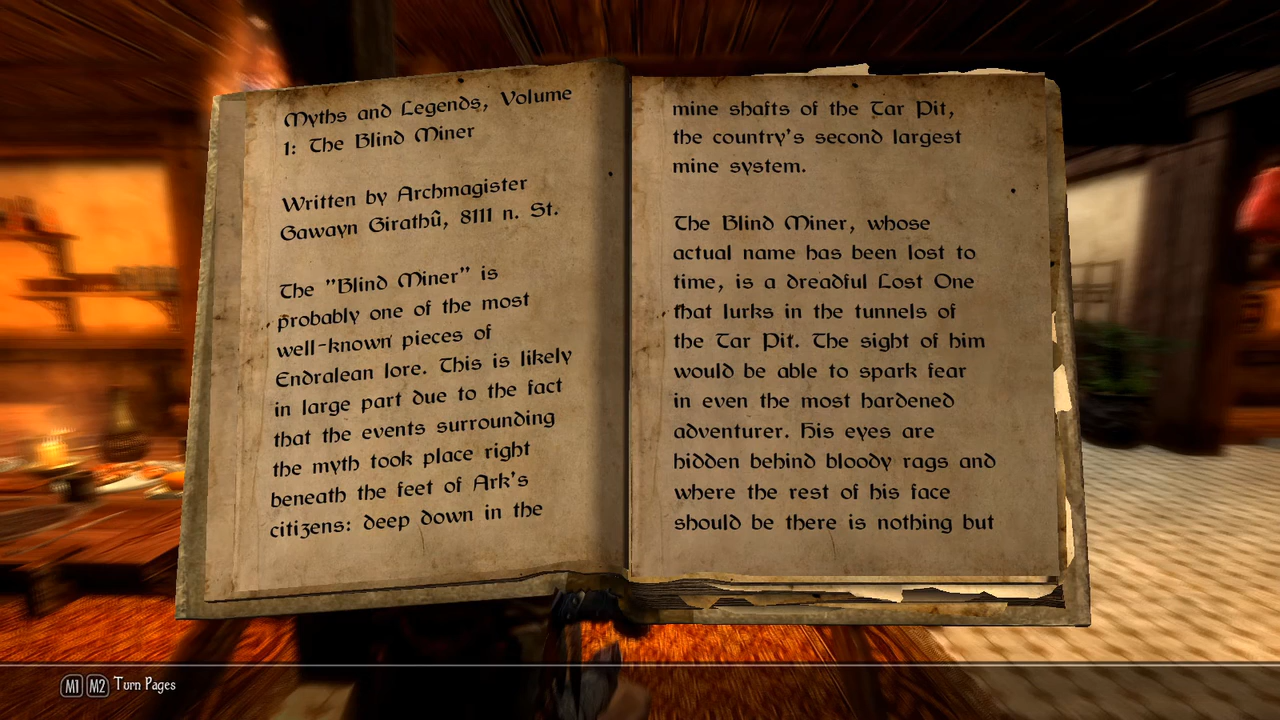 Myths and Legends, Volume
1: The Blind Miner
Written by Archmagister
Gawayn Girathû, 8111 n. St.
The "Blind Miner" is
probably one of the most
well-known pieces of
Endralean lore. This is likely
in large part due to the fact
that the events surrounding
the myth took place right
beneath the feet of Ark's
citizens: deep down in the
mine shafts of the Tar Pit,
the country's second largest
mine system.
The Blind Miner, whose
actual name has been lost to
time, is a dreadful Lost One
that lurks in the tunnels of
the Tar Pit. The sight of him
would be able to spark fear
in even the most hardened
adventurer. His eyes are
hidden behind bloody rags and
where the rest of his face
should be there is nothing but
M1 M2 Turn Pages